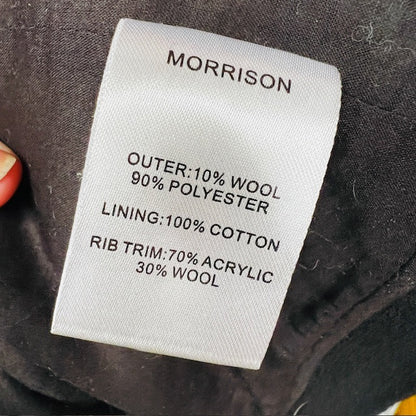 MORRISON
OUTER:10% WOOL
90% POLYESTER
LINING:100% COTTON
RIB TRIM:70% ACRYLIC
30% WOOL